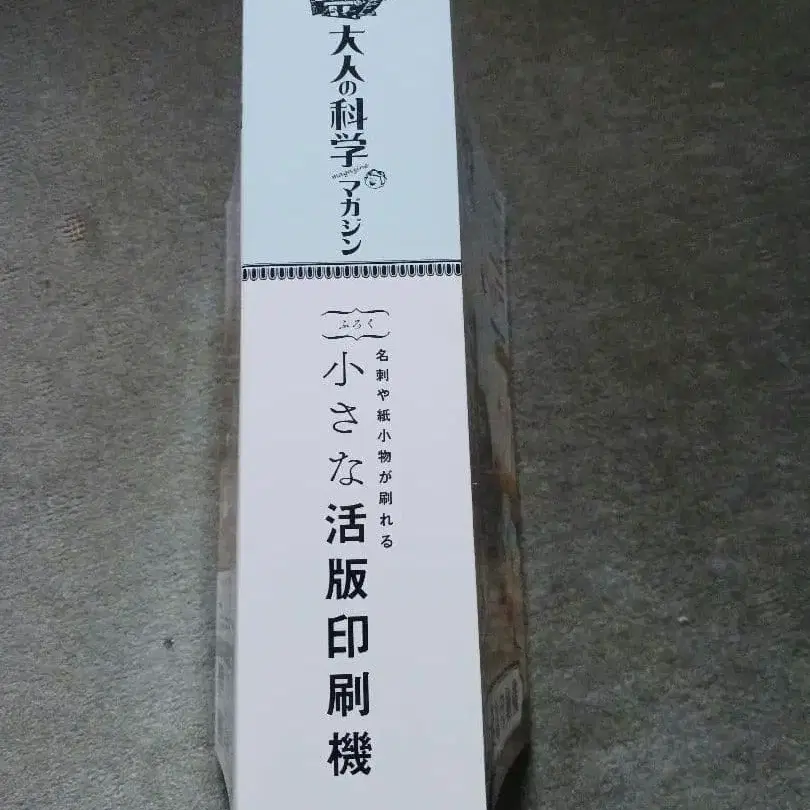 大人の科学
magazine
マガジン
ふろく
名刺や紙小物が刷れる
小さな活版印刷機